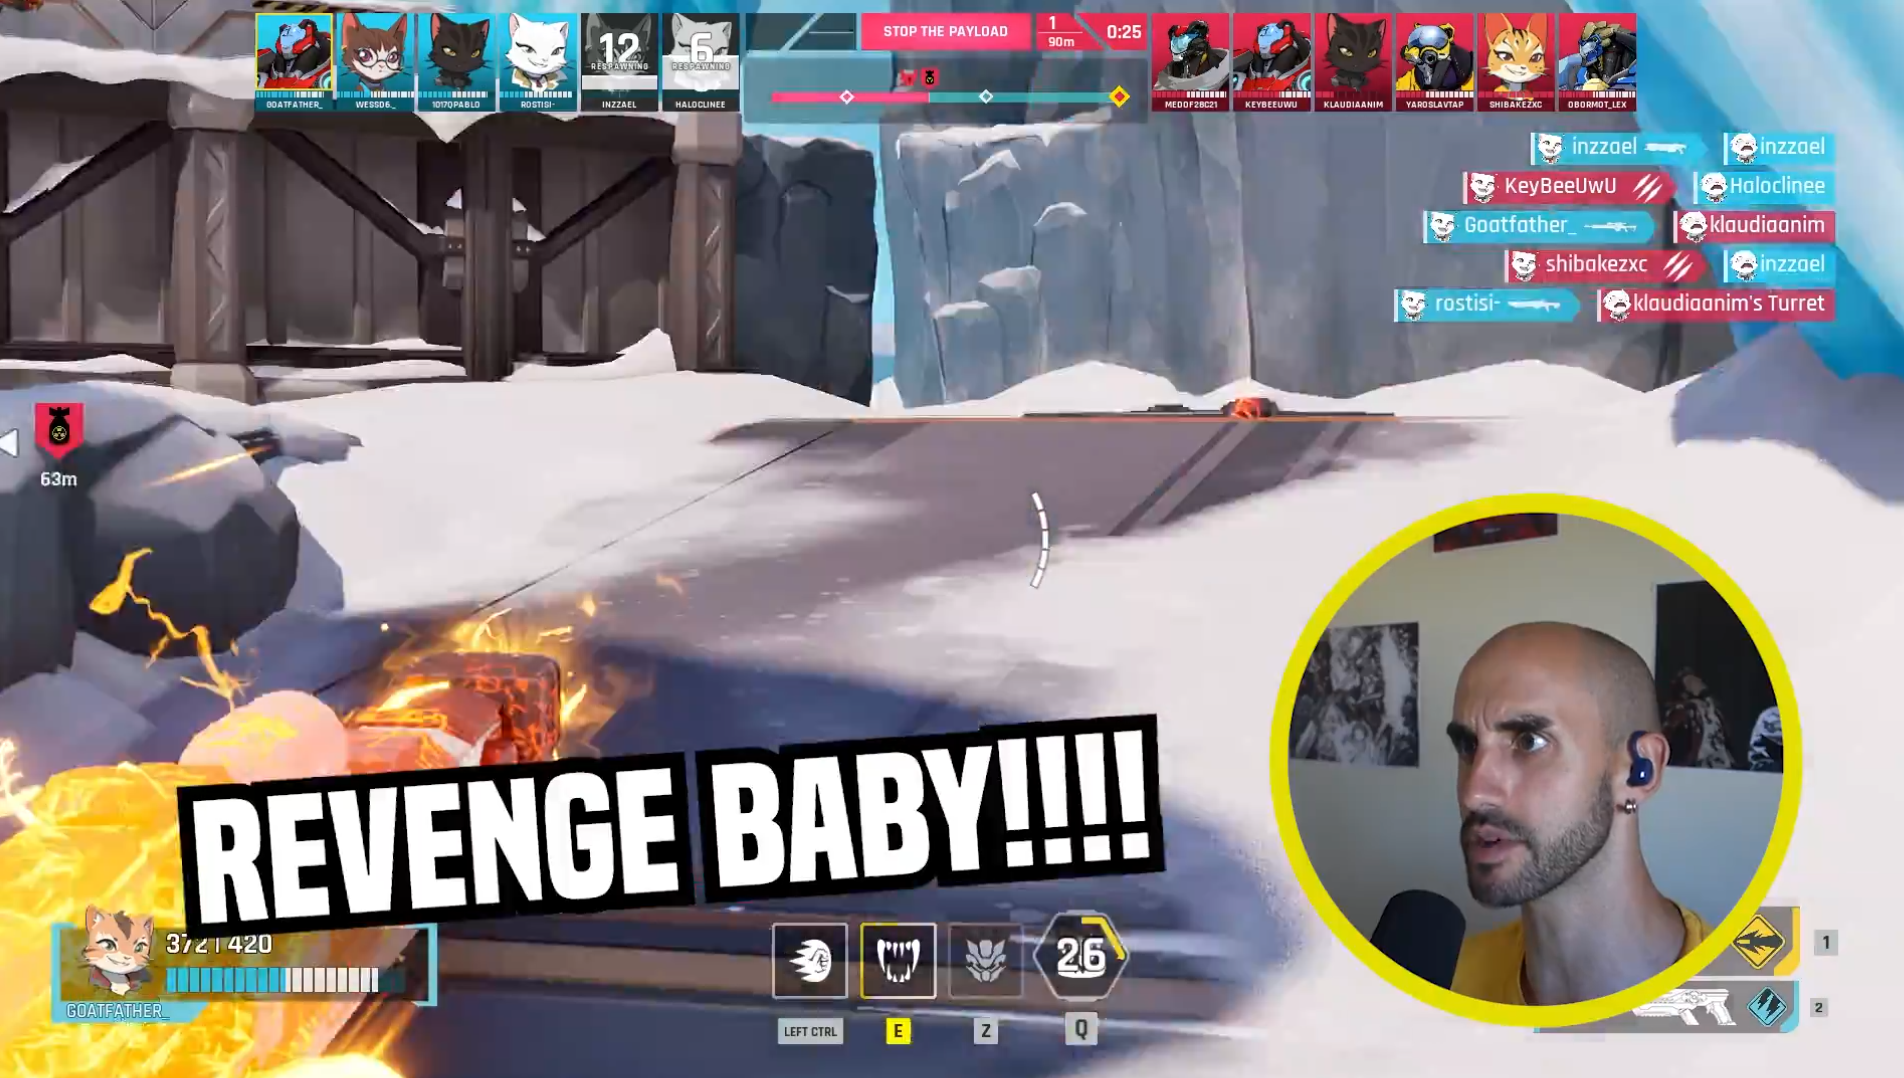 12
RESPAWNING
6
RESPAWNING
GOATFATHER_
WESSD6_
1017QPABLO
ROSTISI-
INZZAEL
HALOCLINEE
STOP THE PAYLOAD
1
90m
0:25
MEDOF28C21
KEYBEEUWU
KLAUDIAANIM
YAROSLAVTAP
SHIBAKEZXC
OBORMOT_LEX
inzzael inzzael
KeyBeeUwU Haloclinee
Goatfather_ klaudiaanim
shibakezxc inzzael
rostisi- klaudiaanim's Turret
63m
REVENGE BABY!!!!
372 | 420
GOATFATHER_
26
LEFT CTRL
E
Z
Q
1
2